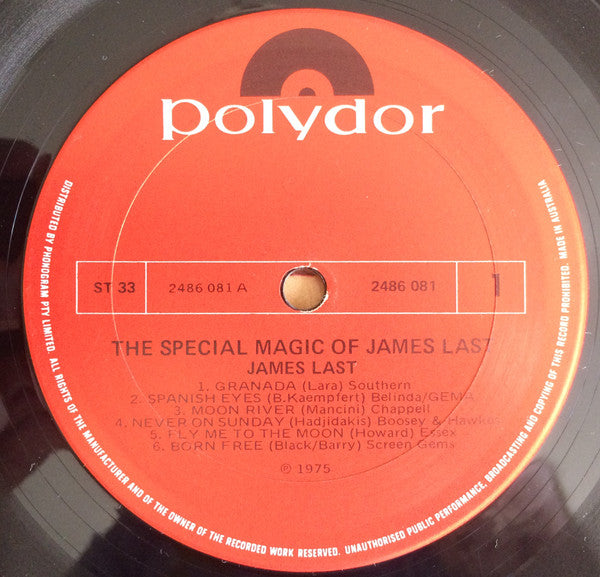 polydor
ST 33 2486 081 A 2486 081 1
THE SPECIAL MAGIC OF JAMES LAST
JAMES LAST
1. GRANADA (Lara) Southern
2. SPANISH EYES (B.Kaempfert) Belinda/GEMA
3. MOON RIVER (Mancini) Chappell
4. NEVER ON SUNDAY (Hadjidakis) Boosey & Hawkes
5. FLY ME TO THE MOON (Howard) Essex
6. BORN FREE (Black/Barry) Screen Gems
℗ 1975
DISTRIBUTED BY PHONOGRAM PTY LIMITED. ALL RIGHTS OF THE MANUFACTURER AND OF THE OWNER OF THE RECORDED WORK RESERVED. UNAUTHORISED PUBLIC PERFORMANCE, BROADCASTING AND COPYING OF THIS RECORD PROHIBITED. MADE IN AUSTRALIA